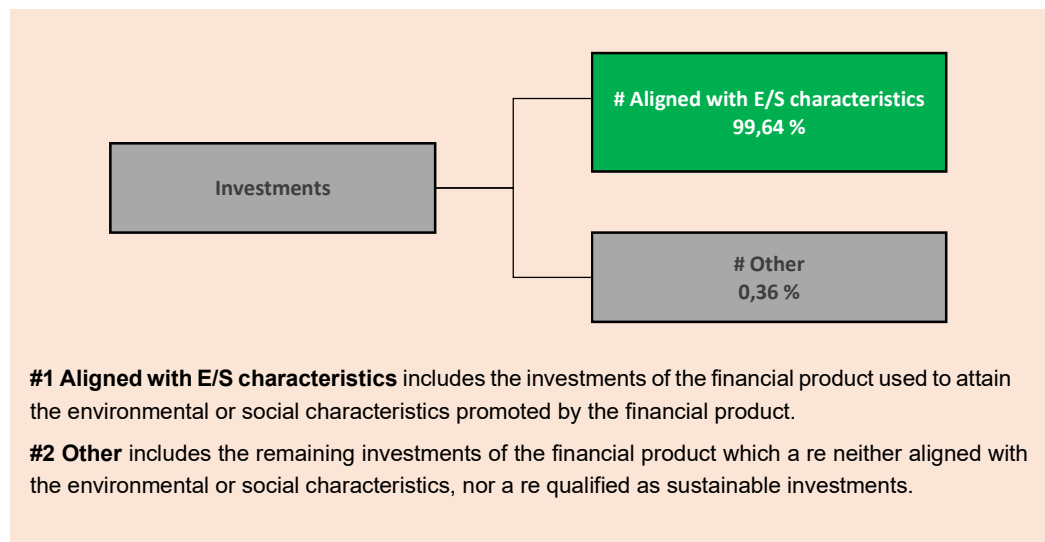 # Aligned with E/S characteristics
99,64 %
Investments
# Other
0,36 %
#1 Aligned with E/S characteristics includes the investments of the financial product used to attain
the environmental or social characteristics promoted by the financial product.
#2 Other includes the remaining investments of the financial product which a re neither aligned with
the environmental or social characteristics, nor a re qualified as sustainable investments.